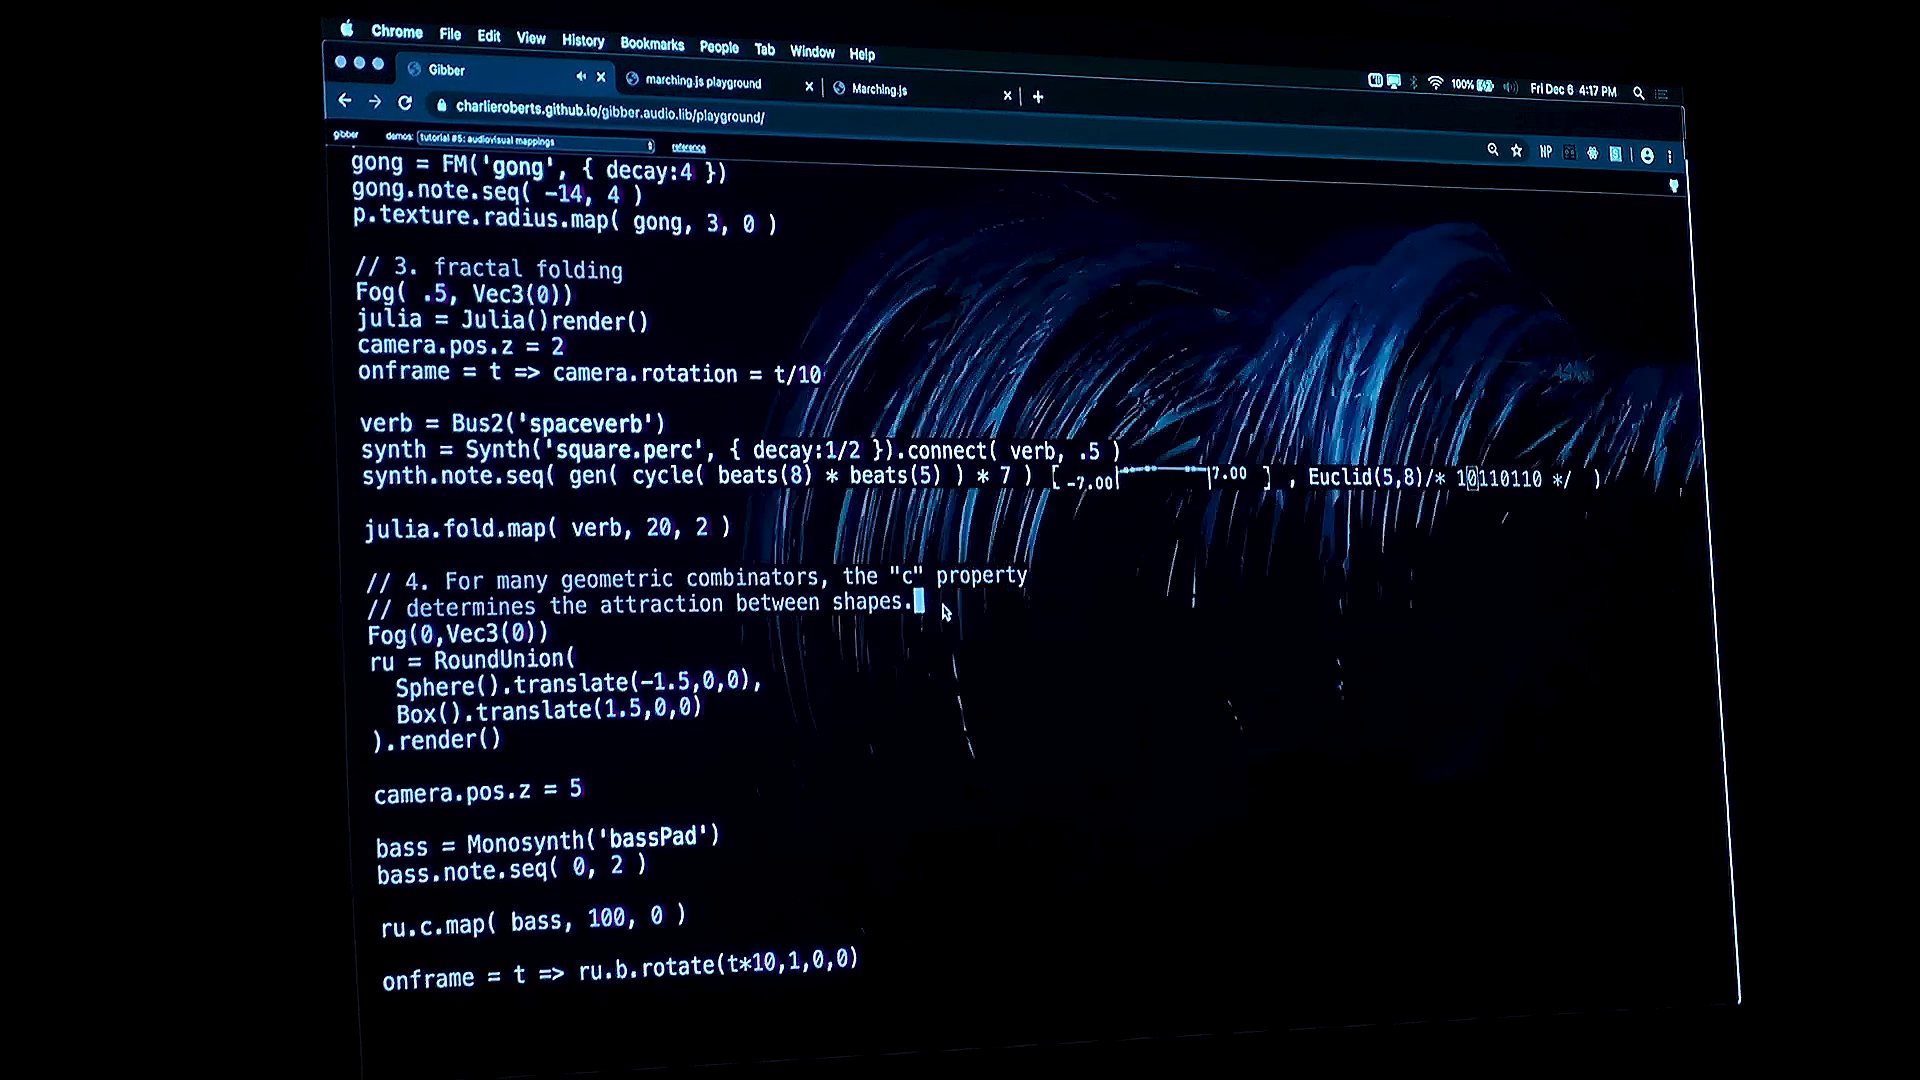 Chrome File Edit View History Bookmarks People Tab Window Help
100% Fri Dec 6 4:17 PM
Gibber
marching.js playground
Marching.js
charlieroberts.github.io/gibber.audio.lib/playground/
NP
gibber demos: tutorial #5: audiovisual mappings reference
gong = FM('gong', { decay:4 })
gong.note.seq( -14, 4 )
p.texture.radius.map( gong, 3, 0 )
// 3. fractal folding
Fog( .5, Vec3(0))
julia = Julia()render()
camera.pos.z = 2
onframe = t => camera.rotation = t/10
verb = Bus2('spaceverb')
synth = Synth('square.perc', { decay:1/2 }).connect( verb, .5 )
synth.note.seq( gen( cycle( beats(8) * beats(5) ) * 7 ) [ -7.00 7.00 ] , Euclid(5,8)/* 10110110 */ )
julia.fold.map( verb, 20, 2 )
// 4. For many geometric combinators, the "c" property
// determines the attraction between shapes.
Fog(0,Vec3(0))
ru = RoundUnion(
Sphere().translate(-1.5,0,0),
Box().translate(1.5,0,0)
).render()
camera.pos.z = 5
bass = Monosynth('bassPad')
bass.note.seq( 0, 2 )
ru.c.map( bass, 100, 0 )
onframe = t => ru.b.rotate(t*10,1,0,0)